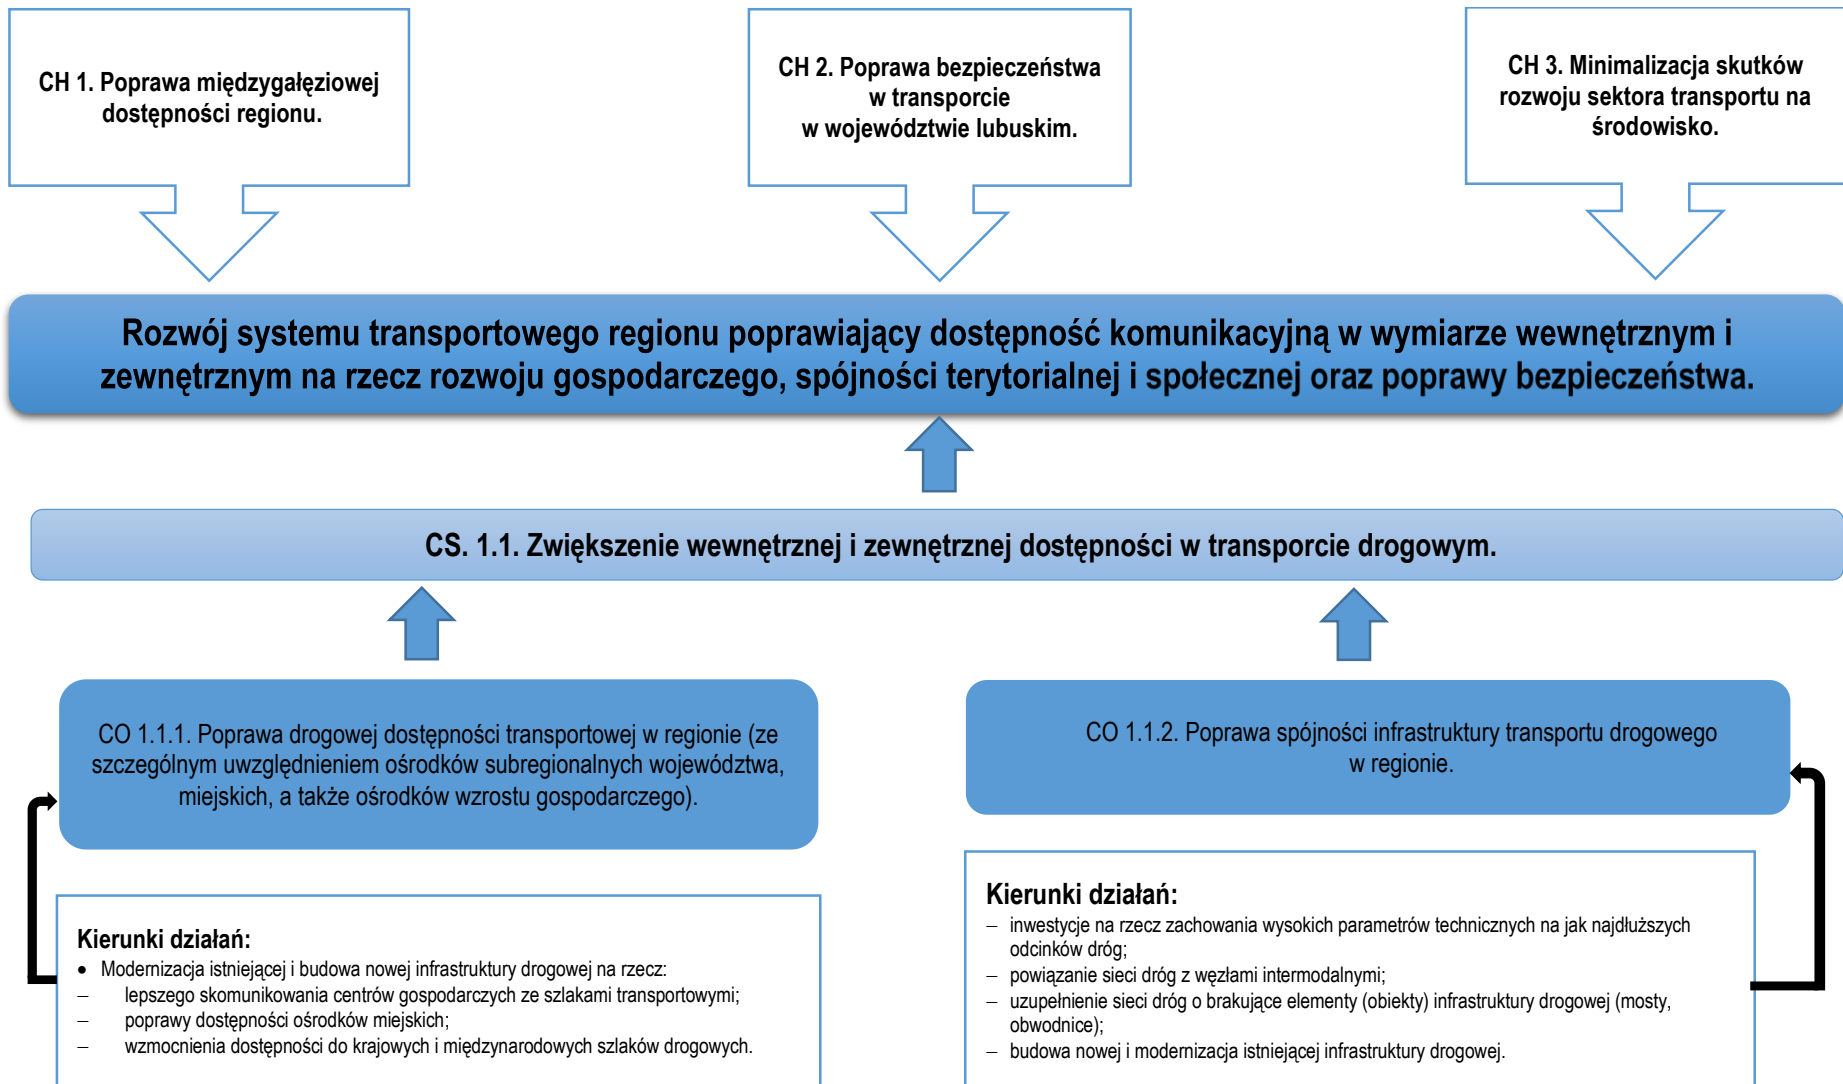 CH 1. Poprawa międzygałęziowej
dostępności regionu.
CH 2. Poprawa bezpieczeństwa
w transporcie
w województwie lubuskim.
CH 3. Minimalizacja skutków
rozwoju sektora transportu na
środowisko.
Rozwój systemu transportowego regionu poprawiający dostępność komunikacyjną w wymiarze wewnętrznym i
zewnętrznym na rzecz rozwoju gospodarczego, spójności terytorialnej i społecznej oraz poprawy bezpieczeństwa.
CS. 1.1. Zwiększenie wewnętrznej i zewnętrznej dostępności w transporcie drogowym.
CO 1.1.1. Poprawa drogowej dostępności transportowej w regionie (ze
szczególnym uwzględnieniem ośrodków subregionalnych województwa,
miejskich, a także ośrodków wzrostu gospodarczego).
Kierunki działań:
• Modernizacja istniejącej i budowa nowej infrastruktury drogowej na rzecz:
– lepszego skomunikowania centrów gospodarczych ze szlakami transportowymi;
– poprawy dostępności ośrodków miejskich;
– wzmocnienia dostępności do krajowych i międzynarodowych szlaków drogowych.
CO 1.1.2. Poprawa spójności infrastruktury transportu drogowego
w regionie.
Kierunki działań:
– inwestycje na rzecz zachowania wysokich parametrów technicznych na jak najdłuższych
odcinków dróg;
– powiązanie sieci dróg z węzłami intermodalnymi;
– uzupełnienie sieci dróg o brakujące elementy (obiekty) infrastruktury drogowej (mosty,
obwodnice);
– budowa nowej i modernizacja istniejącej infrastruktury drogowej.